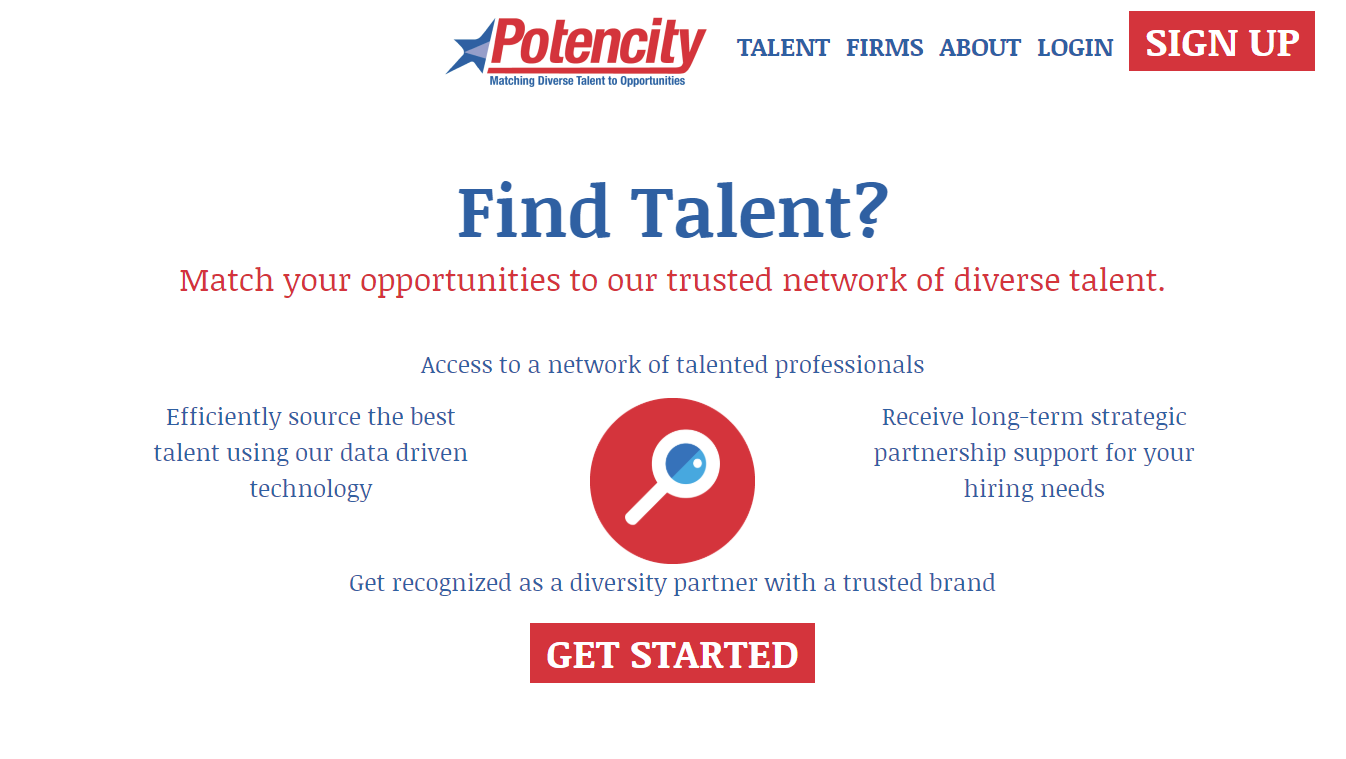 Potencity
Matching Diverse Talent to Opportunities
TALENT FIRMS ABOUT LOGIN SIGN UP
Find Talent?
Match your opportunities to our trusted network of diverse talent.
Access to a network of talented professionals
Efficiently source the best
talent using our data driven
technology
Receive long-term strategic
partnership support for your
hiring needs
Get recognized as a diversity partner with a trusted brand
GET STARTED